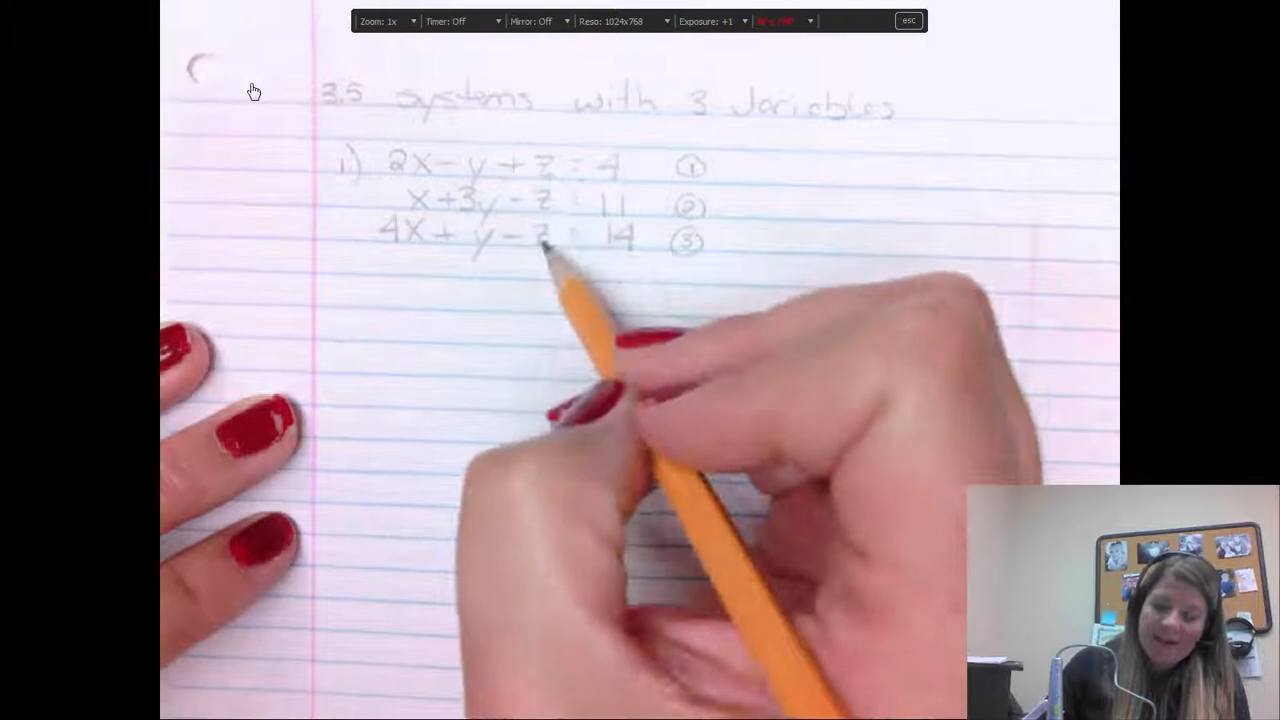 Zoom: 1x Timer: Off Mirror: Off Reso: 1024x768 Exposure: +1 esc
3.5 systems with 3 Variables
1.) 2x - y + z = 4 ①
x + 3y - z = 11 ②
4x + y - z = 14 ③